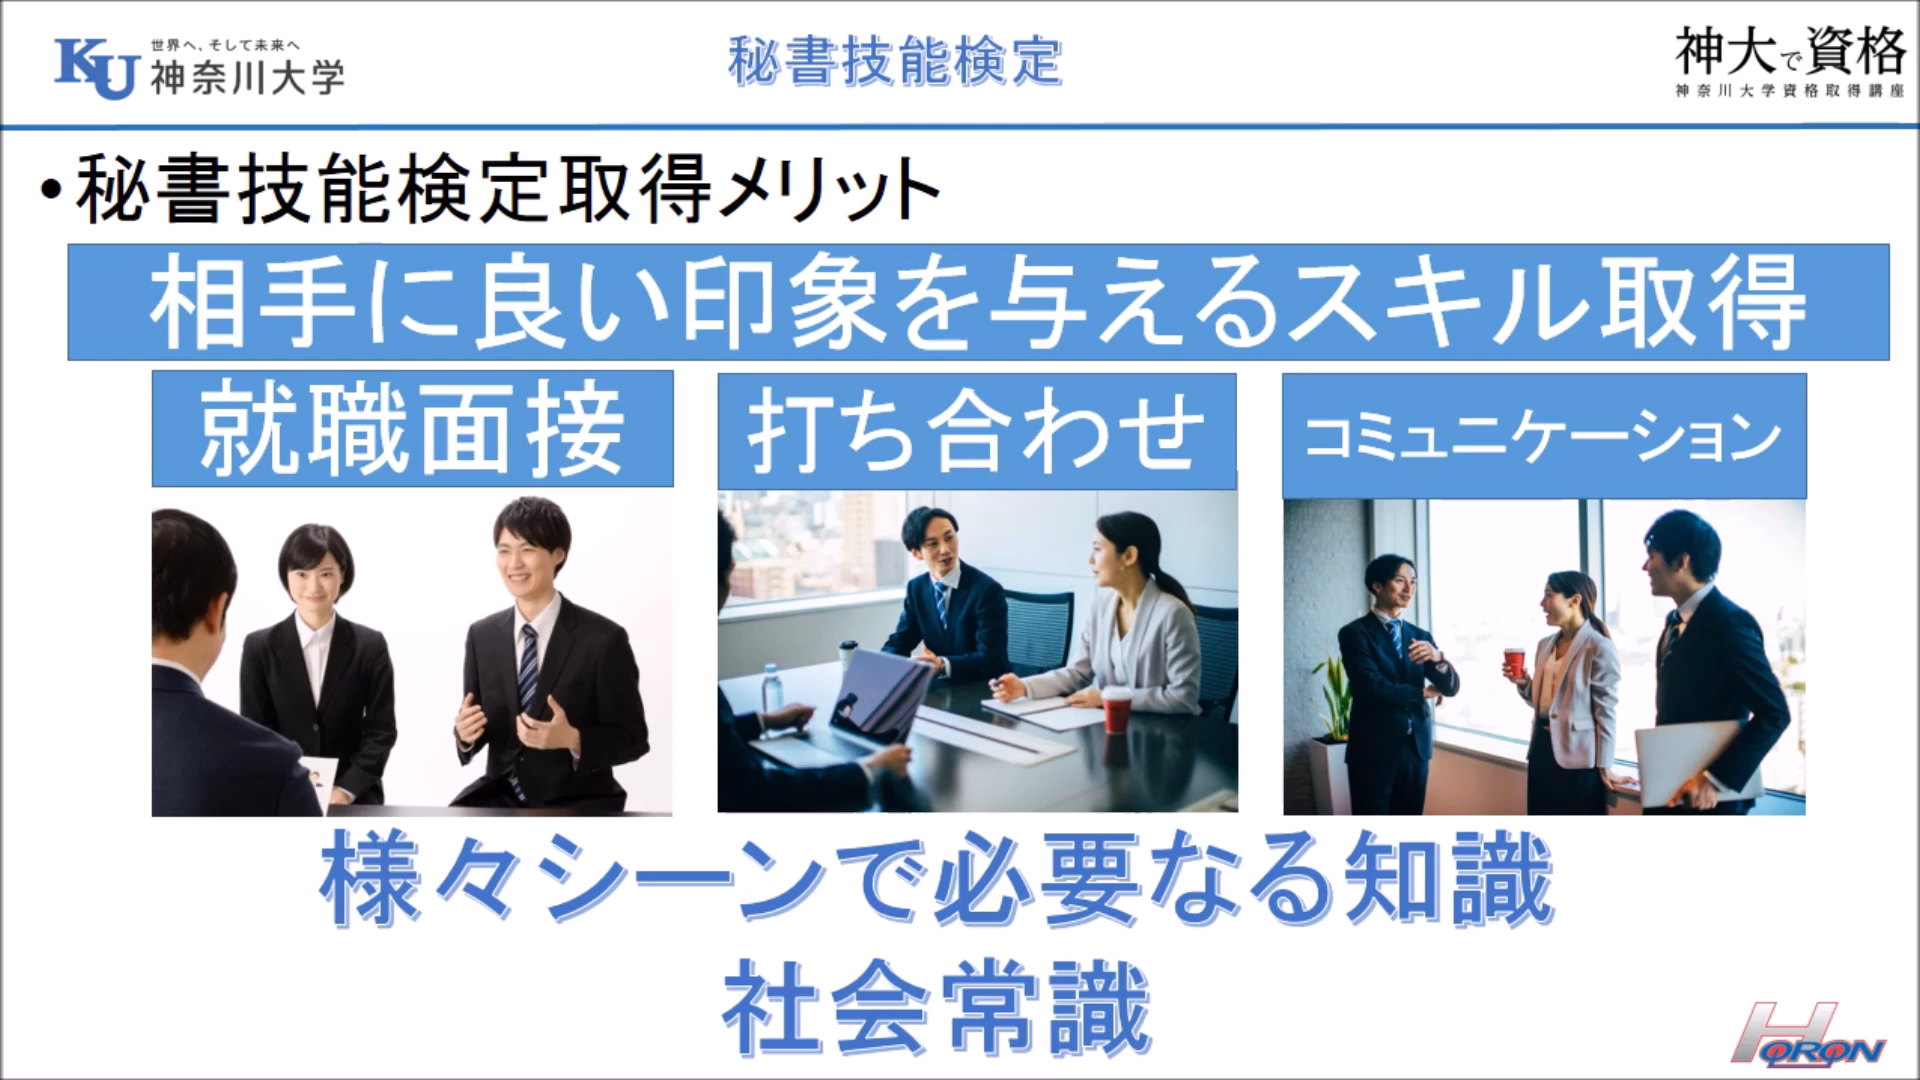 KU 世界へ、そして未来へ
神奈川大学
秘書技能検定
神大で資格
神奈川大学資格取得講座
•秘書技能検定取得メリット
相手に良い印象を与えるスキル取得
就職面接
打ち合わせ
コミュニケーション
様々シーンで必要なる知識
社会常識
HORON